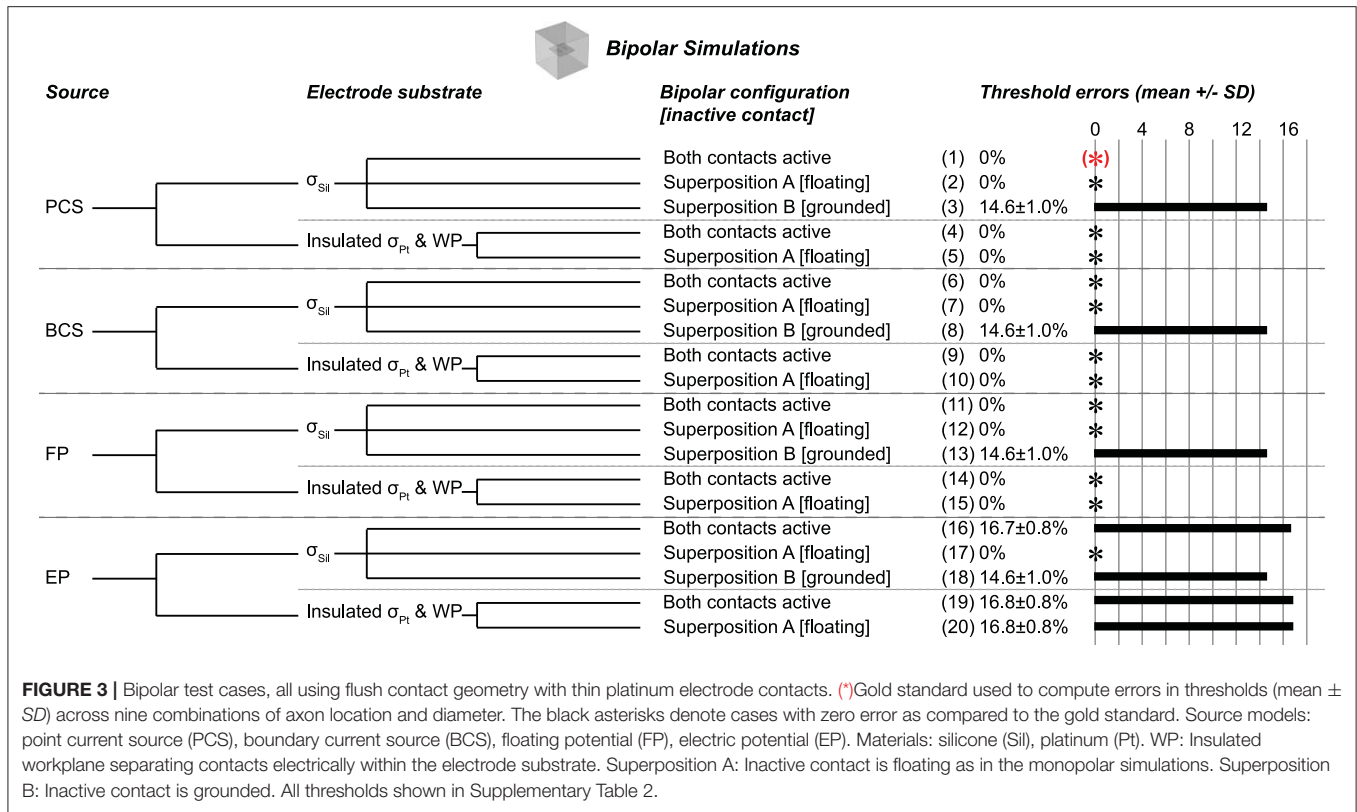 Bipolar Simulations
Source Electrode substrate Bipolar configuration [inactive contact] Threshold errors (mean +/- SD)
0 4 8 12 16
PCS
σSil
Both contacts active (1) 0% (*)
Superposition A [floating] (2) 0% *
Superposition B [grounded] (3) 14.6±1.0%
Insulated σPt & WP
Both contacts active (4) 0% *
Superposition A [floating] (5) 0% *
BCS
σSil
Both contacts active (6) 0% *
Superposition A [floating] (7) 0% *
Superposition B [grounded] (8) 14.6±1.0%
Insulated σPt & WP
Both contacts active (9) 0% *
Superposition A [floating] (10) 0% *
FP
σSil
Both contacts active (11) 0% *
Superposition A [floating] (12) 0% *
Superposition B [grounded] (13) 14.6±1.0%
Insulated σPt & WP
Both contacts active (14) 0% *
Superposition A [floating] (15) 0% *
EP
σSil
Both contacts active (16) 16.7±0.8%
Superposition A [floating] (17) 0% *
Superposition B [grounded] (18) 14.6±1.0%
Insulated σPt & WP
Both contacts active (19) 16.8±0.8%
Superposition A [floating] (20) 16.8±0.8%
FIGURE 3 | Bipolar test cases, all using flush contact geometry with thin platinum electrode contacts. (*)Gold standard used to compute errors in thresholds (mean ±
SD) across nine combinations of axon location and diameter. The black asterisks denote cases with zero error as compared to the gold standard. Source models:
point current source (PCS), boundary current source (BCS), floating potential (FP), electric potential (EP). Materials: silicone (Sil), platinum (Pt). WP: Insulated
workplane separating contacts electrically within the electrode substrate. Superposition A: Inactive contact is floating as in the monopolar simulations. Superposition
B: Inactive contact is grounded. All thresholds shown in Supplementary Table 2.